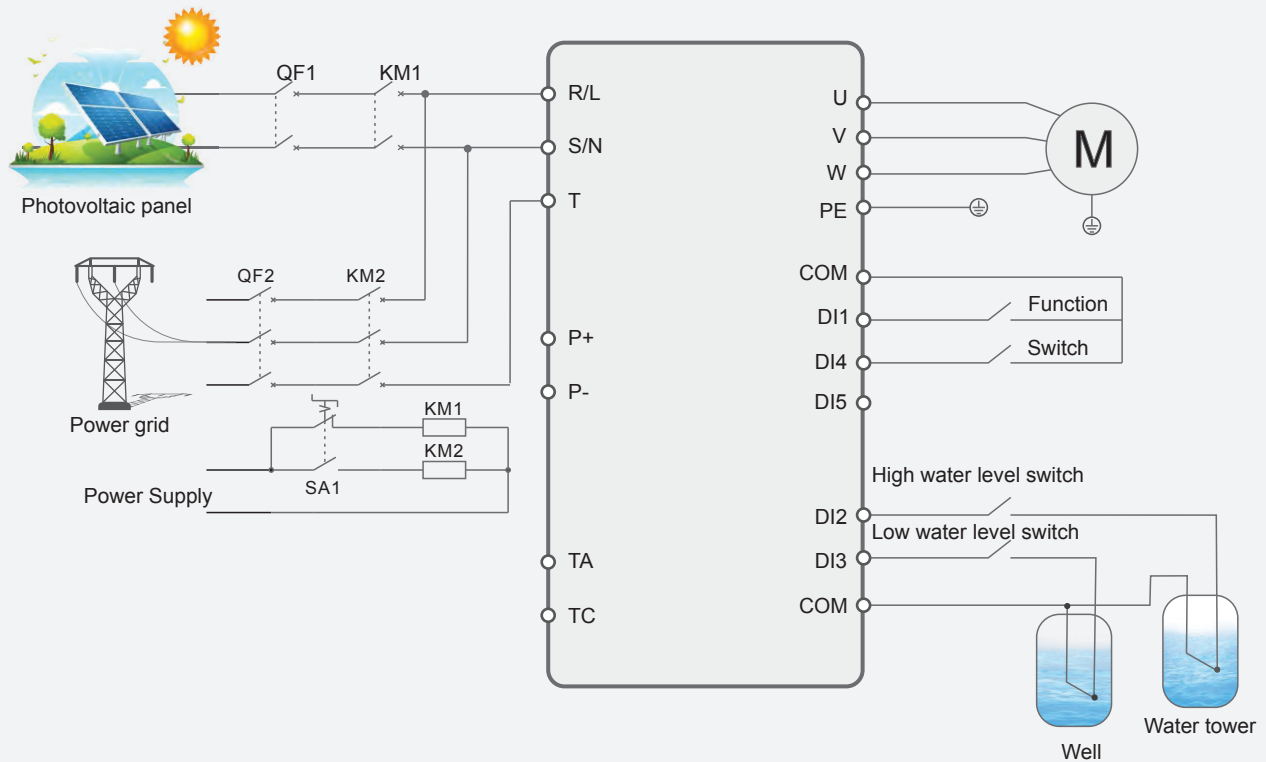 QF1
KM1
Photovoltaic panel
QF2
KM2
Power grid
KM1
KM2
SA1
Power Supply
R/L
S/N
T
P+
P-
TA
TC
U
V
W
PE
COM
DI1
DI4
DI5
DI2
DI3
COM
M
Function
Switch
High water level switch
Low water level switch
Well
Water tower